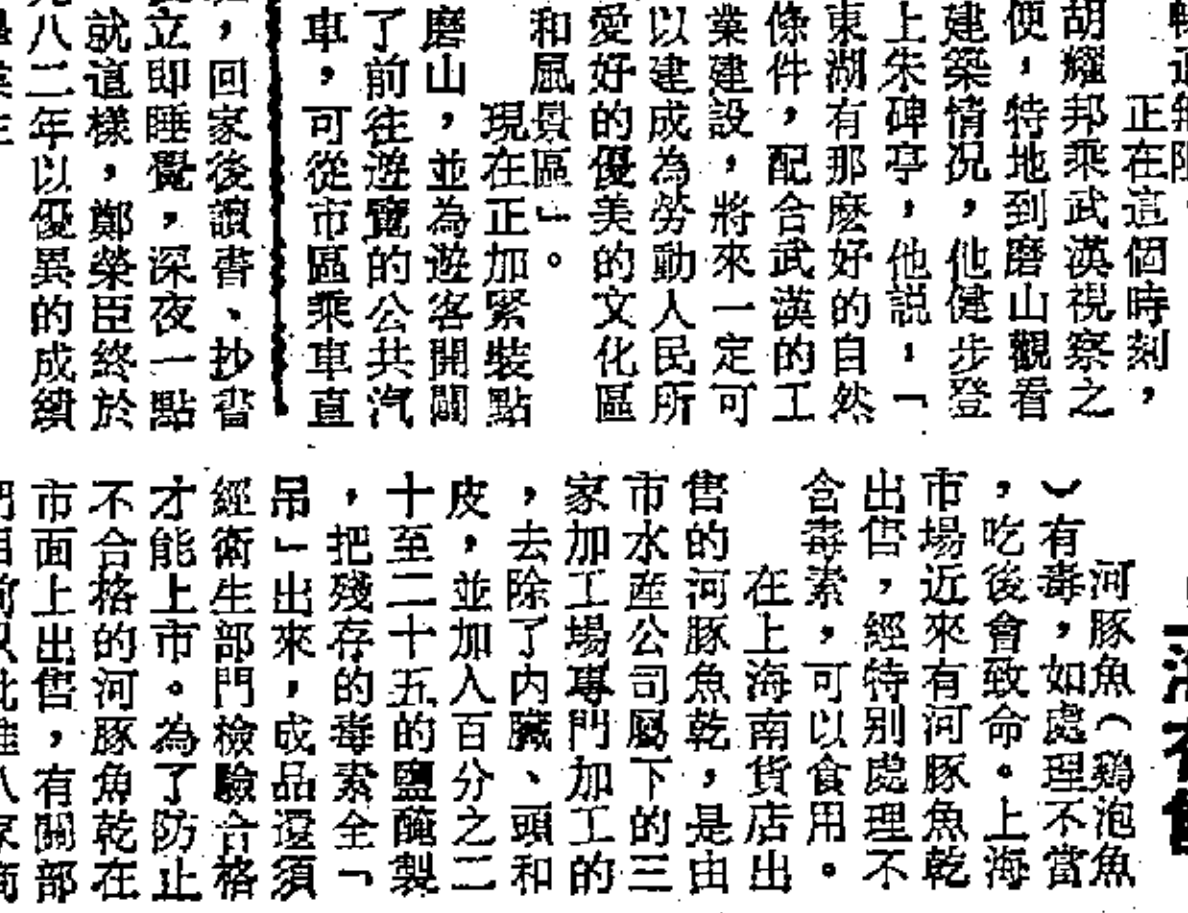 正在這個時刻，
胡耀邦乘武漢視察之
便，特地到磨山觀看
建築情况，他健步登
上朱碑亭，他説：「
東湖有那麽好的自然
條件，配合武漢的工
業建設，將來一定可
以建成為勞動人民所
愛好的優美的文化區
和風景區」。
現在正加緊裝點
磨山，並為遊客開闢
了前往遊覽的公共汽
車，可從市區乘車直
，回家後讀書、抄書
立即睡覺，深夜一點
就這樣，鄭榮臣終於
八二年以優異的成績
河豚魚（鷄泡魚
）有毒，如處理不當
，吃後會致命。上海
市場近來有河豚魚乾
出售，經特别處理不
含毒素，可以食用。
在上海南貨店出
售的河豚魚乾，是由
市水産公司屬下的三
家加工場專門加工的
，去除了内臟、頭和
皮，並加入百分之二
十至二十五的鹽醃製
，把殘存的毒素全「
吊」出來，成品還須
經衛生部門檢驗合格
才能上市。為了防止
不合格的河豚魚乾在
市面上出售，有關部